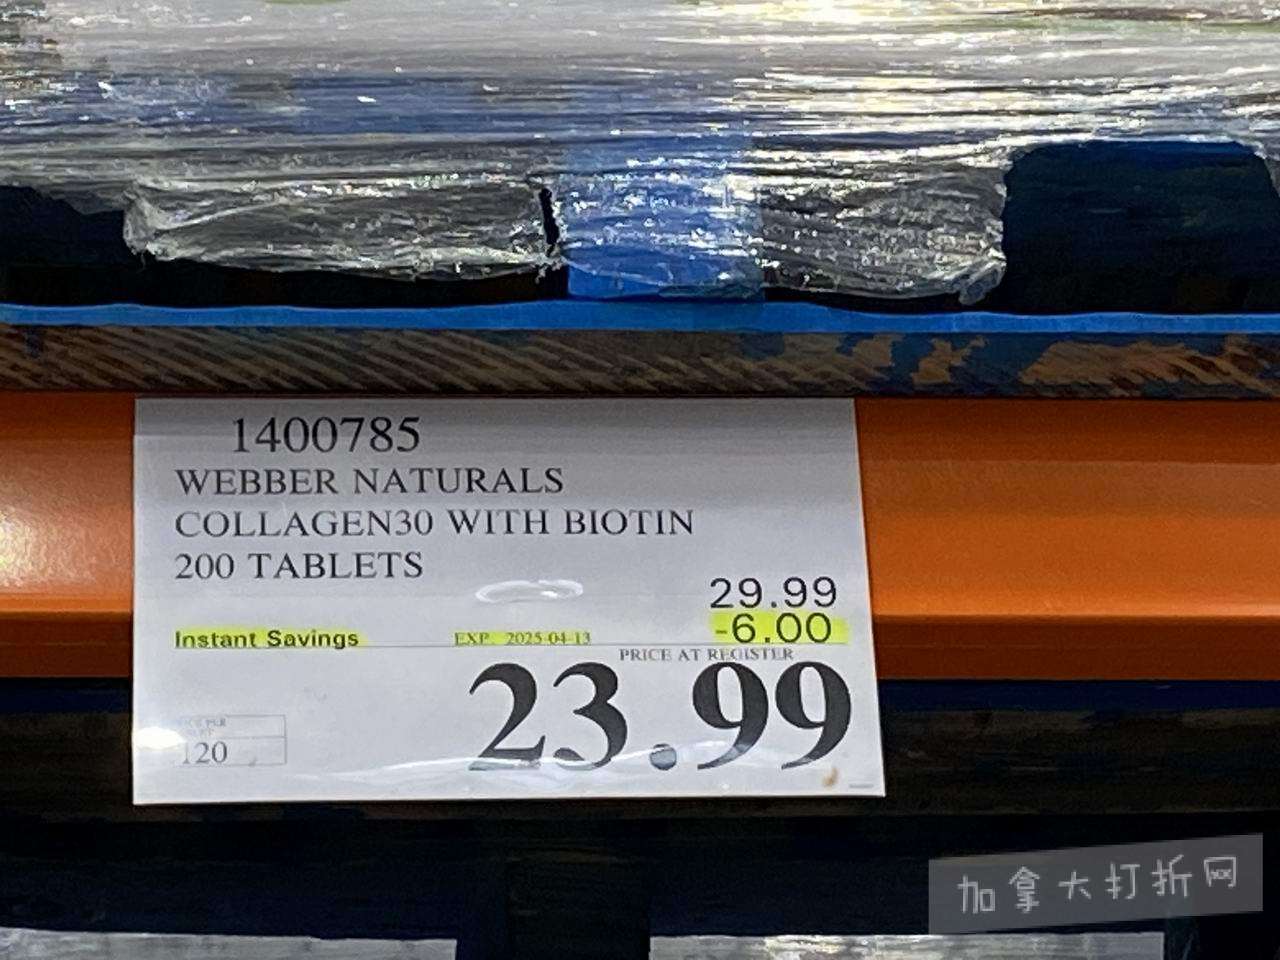 1400785
WEBBER NATURALS
COLLAGEN30 WITH BIOTIN
200 TABLETS
29.99
Instant Savings EXP. 2025-04-13 -6.00
PRICE AT REGISTER
23.99
PER
120
加拿大打折网